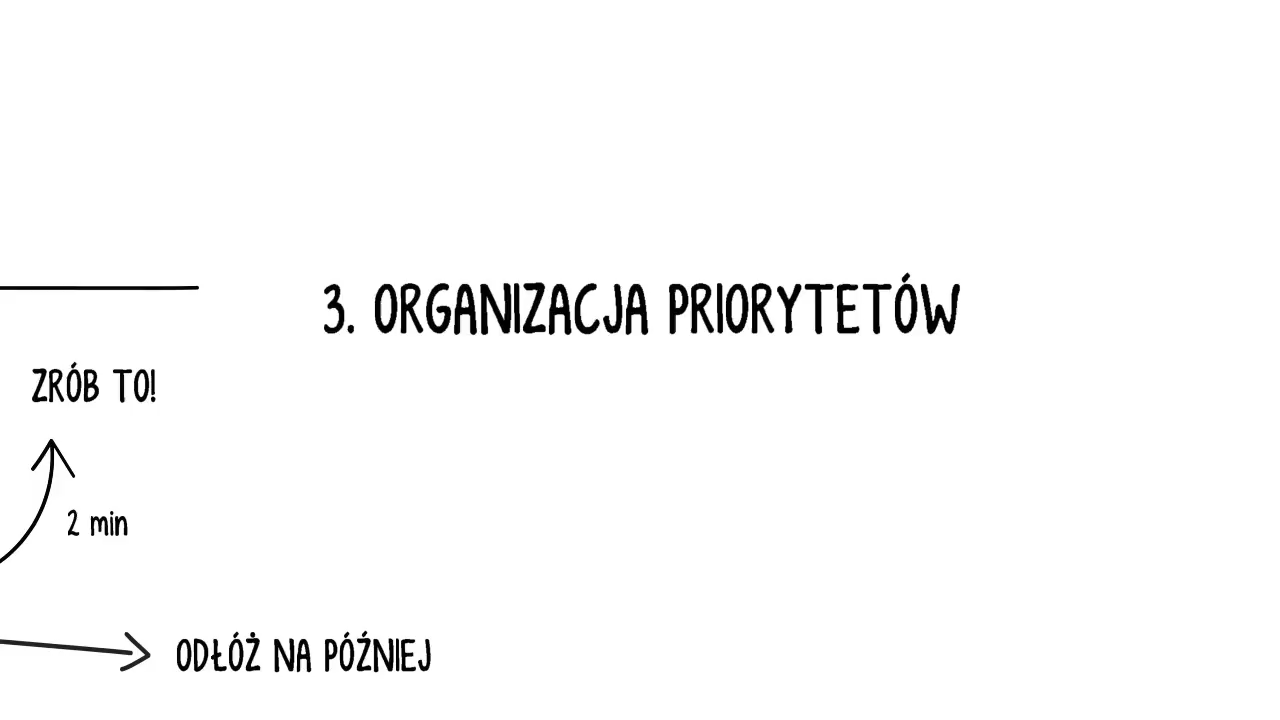 3. ORGANIZACJA PRIORYTETÓW
ZRÓB TO!
2 min
ODŁÓŻ NA PÓŹNIEJ